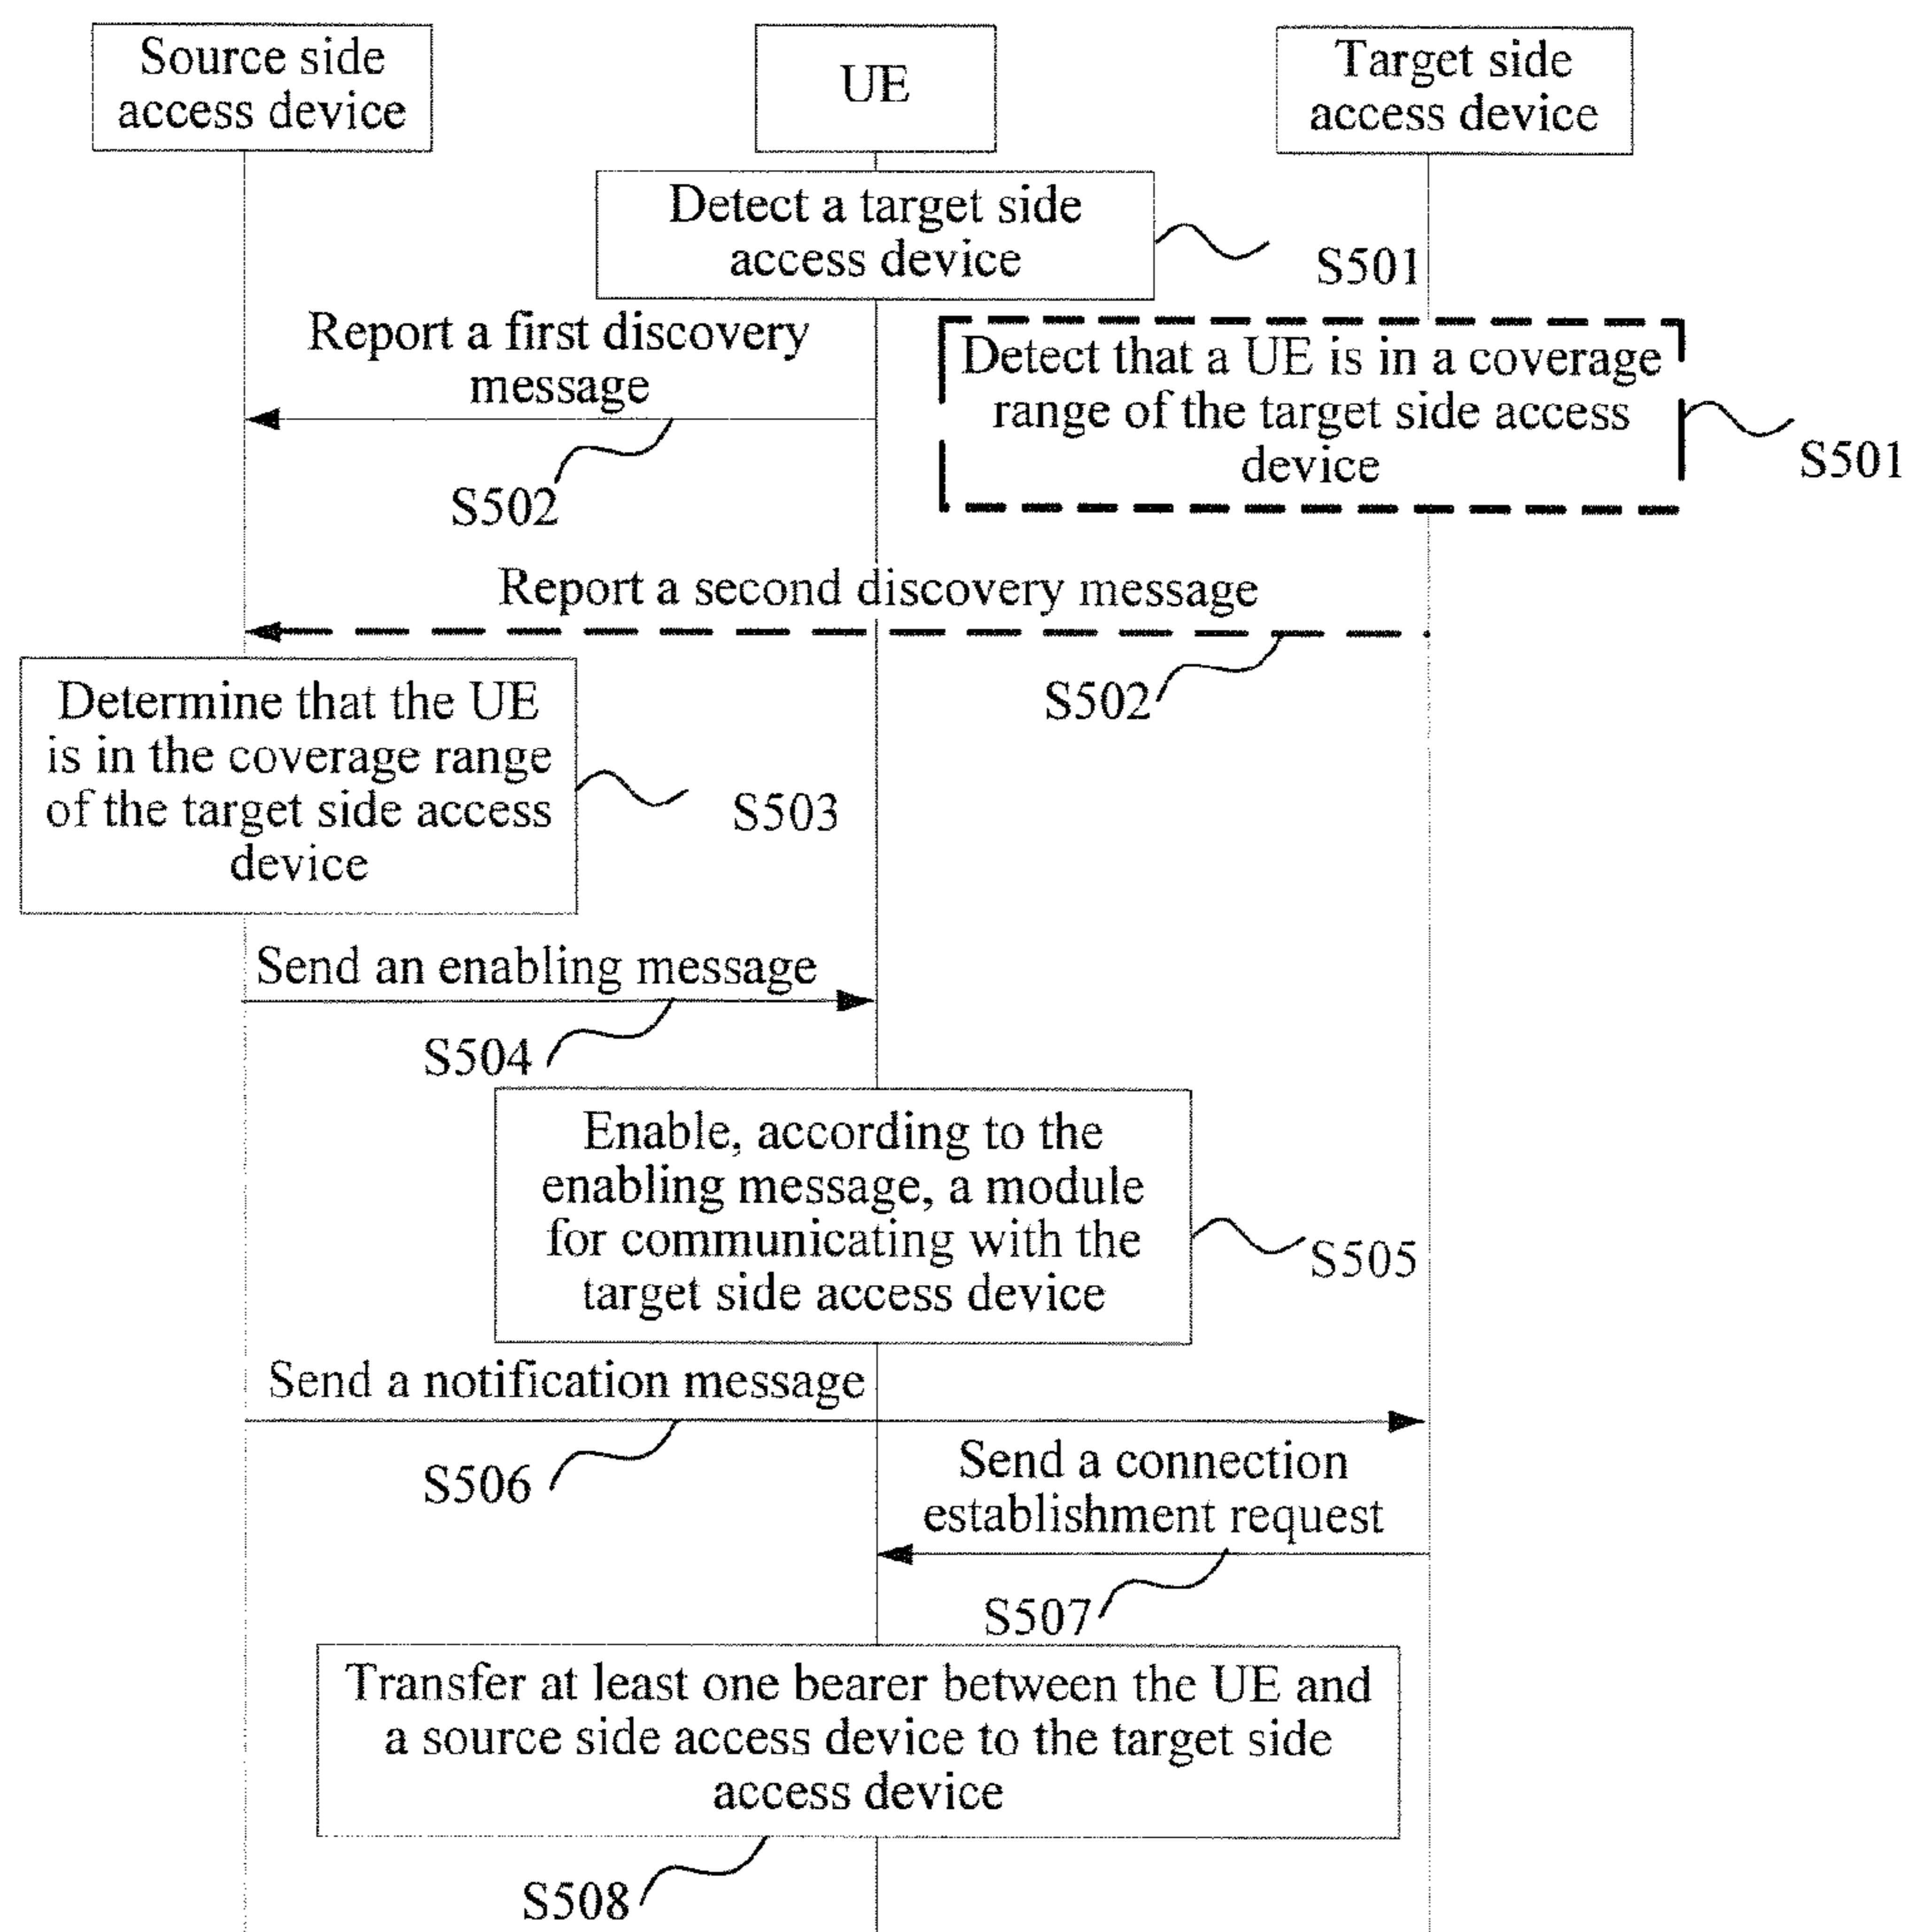 Source side
access device
UE
Target side
access device
Detect a target side
access device
S501
Report a first discovery
message
S502
Detect that a UE is in a coverage
range of the target side access
device
S501
Report a second discovery message
S502
Determine that the UE
is in the coverage range
of the target side access
device
S503
Send an enabling message
S504
Enable, according to the
enabling message, a module
for communicating with the
target side access device
S505
Send a notification message
S506
Send a connection
establishment request
S507
Transfer at least one bearer between the UE and
a source side access device to the target side
access device
S508